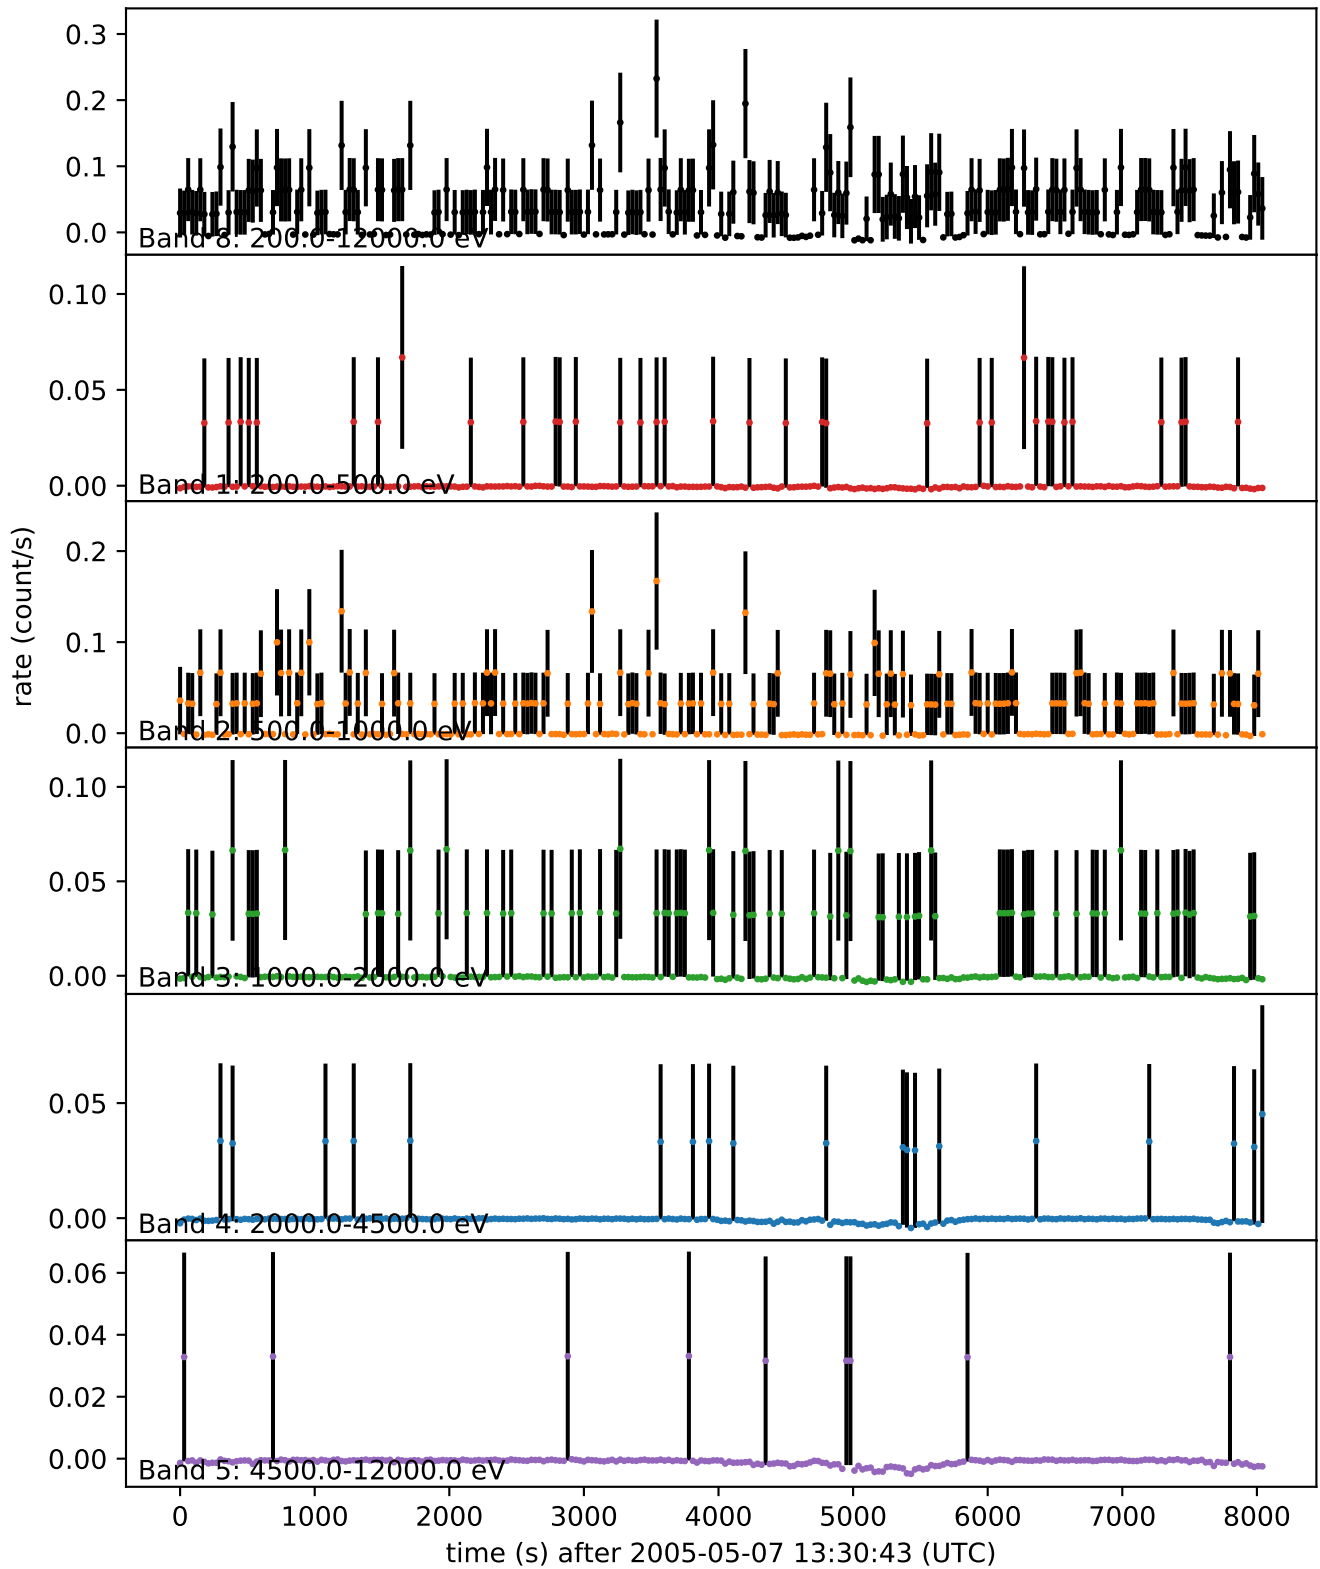 0.3
0.2
0.1
0.0
Band 8: 200.0-12000.0 eV
0.10
0.05
0.00
Band 1: 200.0-500.0 eV
0.2
0.1
0.0
Band 2: 500.0-1000.0 eV
rate (count/s)
0.10
0.05
0.00
Band 3: 1000.0-2000.0 eV
0.05
0.00
Band 4: 2000.0-4500.0 eV
0.06
0.04
0.02
0.00
Band 5: 4500.0-12000.0 eV
0 1000 2000 3000 4000 5000 6000 7000 8000
time (s) after 2005-05-07 13:30:43 (UTC)